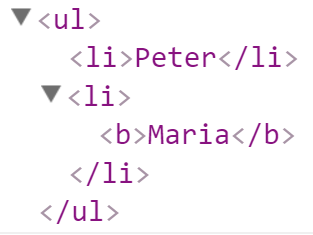 <ul>
<li>Peter</li>
<li>
<b>Maria</b>
</li>
</ul>